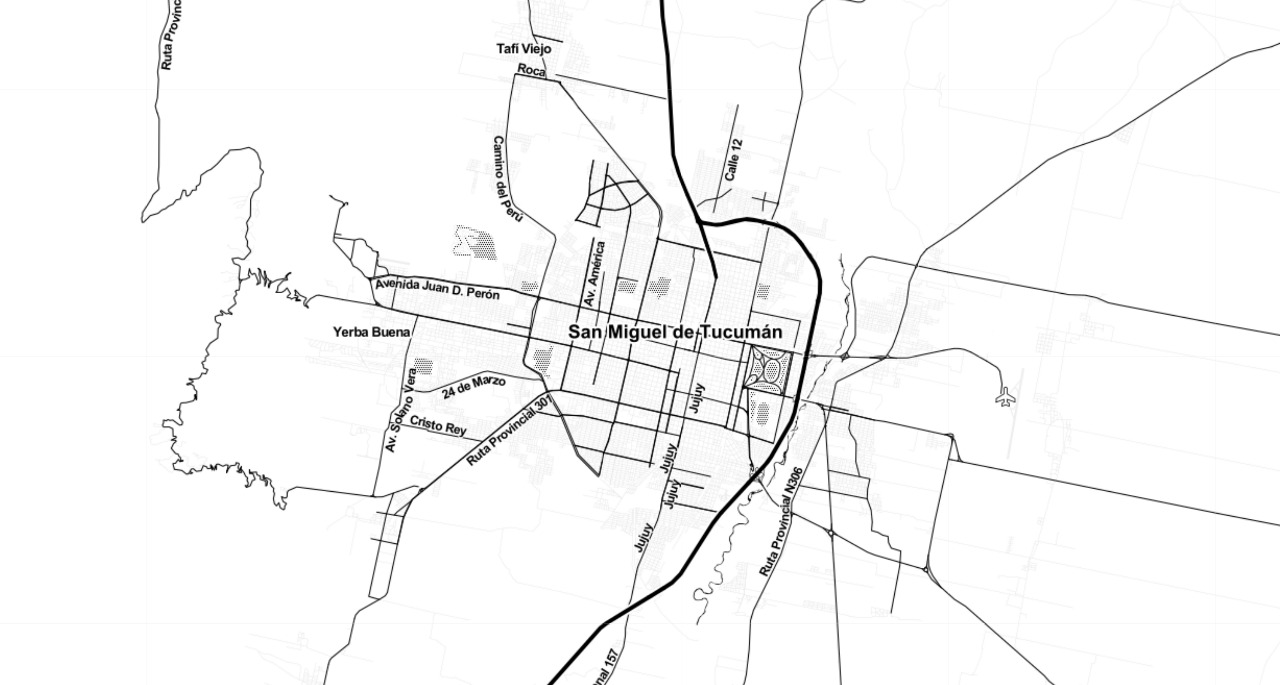 Ruta Provinc
Tafí Viejo
Roca
Camino del Perú
Calle 12
Av. América
Avenida Juan D. Perón
Yerba Buena
San Miguel de Tucumán
24 de Marzo
Av. Solano Vera
Cristo Rey
Ruta Provincial 301
Jujuy
Jujuy
Jujuy
Jujuy
Ruta Provincial N306
nal 157